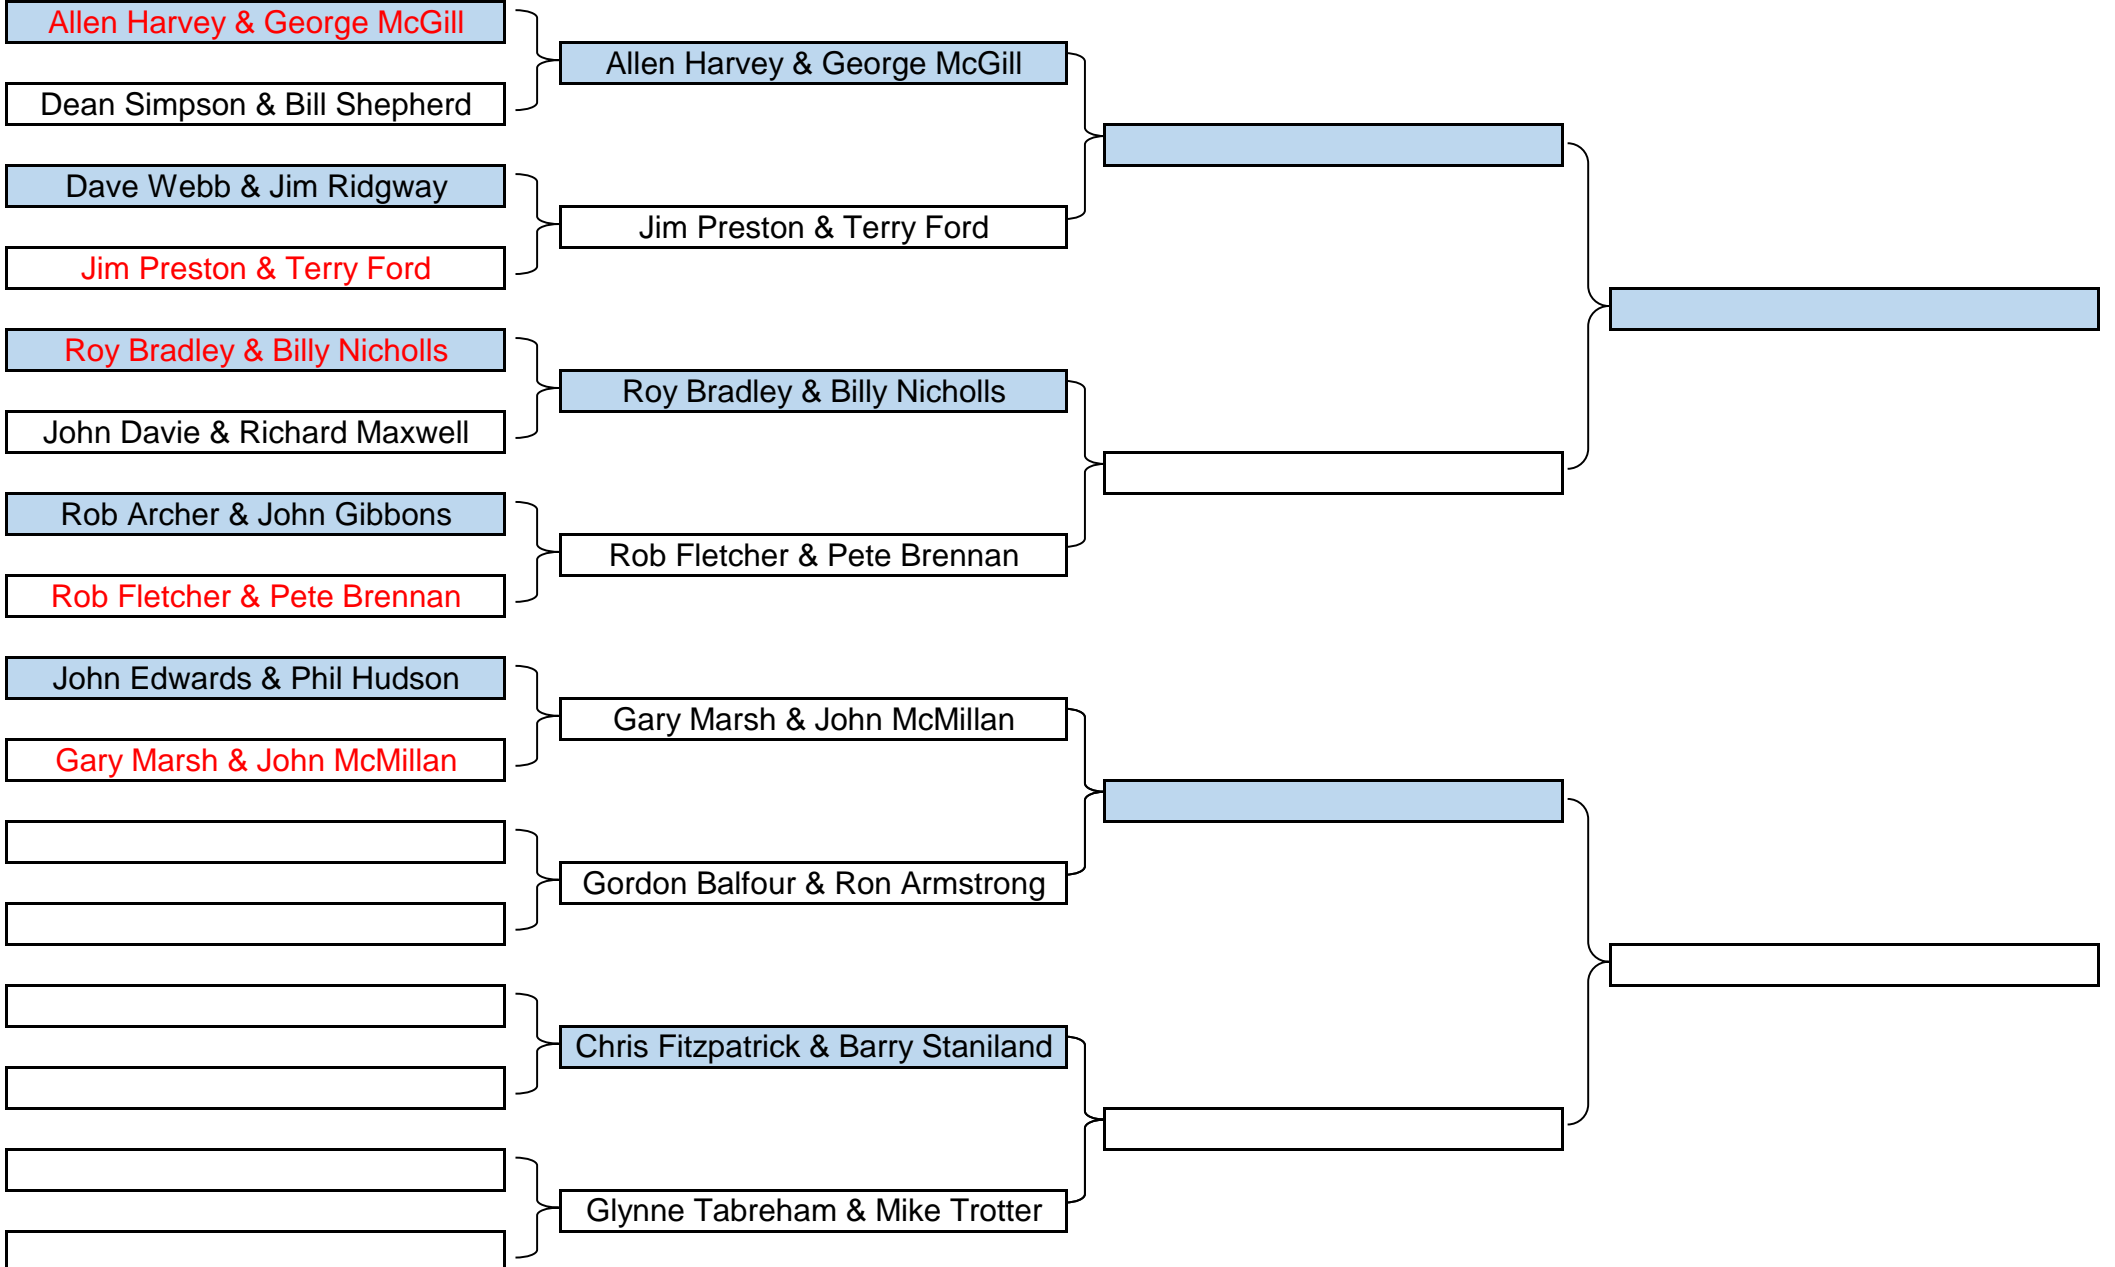 Allen Harvey & George McGill
Dean Simpson & Bill Shepherd
Dave Webb & Jim Ridgway
Jim Preston & Terry Ford
Roy Bradley & Billy Nicholls
John Davie & Richard Maxwell
Rob Archer & John Gibbons
Rob Fletcher & Pete Brennan
John Edwards & Phil Hudson
Gary Marsh & John McMillan
Allen Harvey & George McGill
Jim Preston & Terry Ford
Roy Bradley & Billy Nicholls
Rob Fletcher & Pete Brennan
Gary Marsh & John McMillan
Gordon Balfour & Ron Armstrong
Chris Fitzpatrick & Barry Staniland
Glynne Tabreham & Mike Trotter